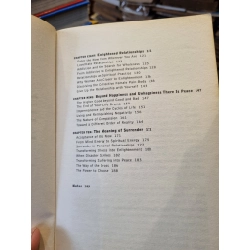 CHAPTER EIGHT: Enlightened Relationships
Enter the Now from Wherever You Are
Love/Hate Relationships
Addiction and the Search for Wholeness
From Addictive to Enlightened Relationships
Relationships as Spiritual Practice
Why Women Are Closer to Enlightenment
Dissolving the Collective Female Pain-Body
Give Up the Relationship with Yourself
CHAPTER NINE: Beyond Happiness and Unhappiness There Is Peace
The Higher Good Beyond Good and Bad
The End of Your Life Drama
Impermanence and the Cycles of Life
Using and Relinquishing Negativity
The Nature of Compassion
Toward a Different Order of Reality
CHAPTER TEN: The Meaning of Surrender 171
Acceptance of the Now
From Mind Energy to Spiritual Energy
Surrender in Personal Relationships
Transforming Illness into Enlightenment
When Disaster Strikes
Transforming Suffering into Peace
The Way of the Cross
The Power to Choose
Notes